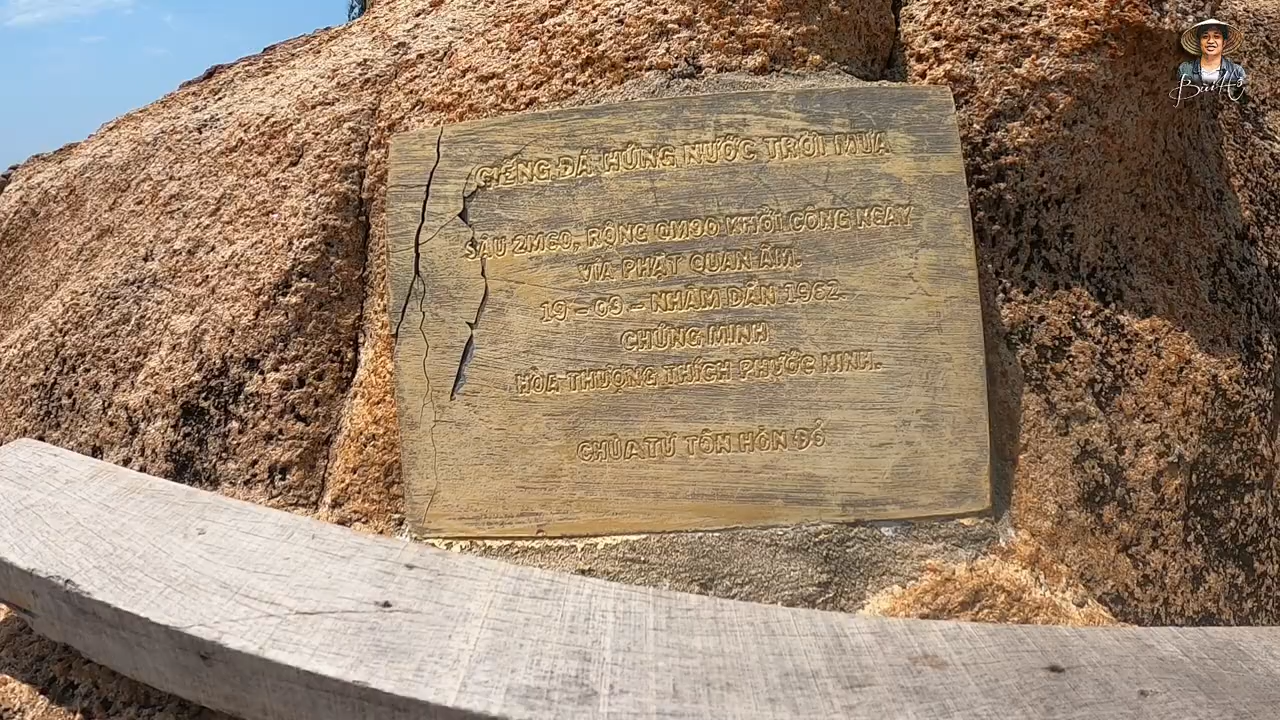 GIẾNG ĐÁ HỨNG NƯỚC TRỜI MƯA
SÂU 2M60, RỘNG 0M90 KHỞI CÔNG NGÀY
VÍA PHẬT QUAN ÂM.
19 - 09 - NHÂM DẦN 1962.
CHỨNG MINH
HÒA THƯỢNG THÍCH PHƯỚC NINH.
CHÙA TỪ TÔN HÒN ĐỎ